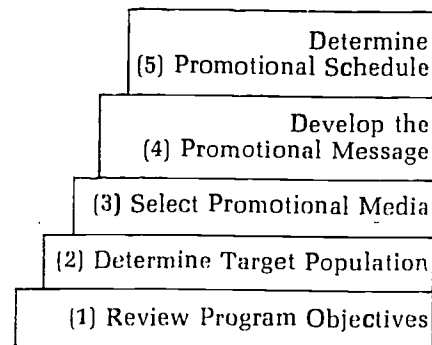 Determine
(5) Promotional Schedule
Develop the
(4) Promotional Message
(3) Select Promotional Media
(2) Determine Target Population
(1) Review Program Objectives